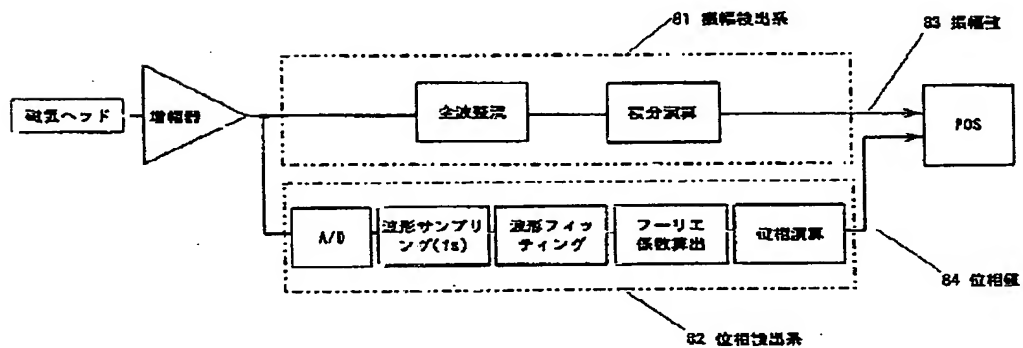 81 振幅検出系
83 振幅値
磁気ヘッド
増幅器
全波整流
積分演算
POS
A/D
波形サンプリ
ング(fs)
波形フィッ
ティング
フーリエ
係数算出
位相演算
84 位相値
82 位相検出系